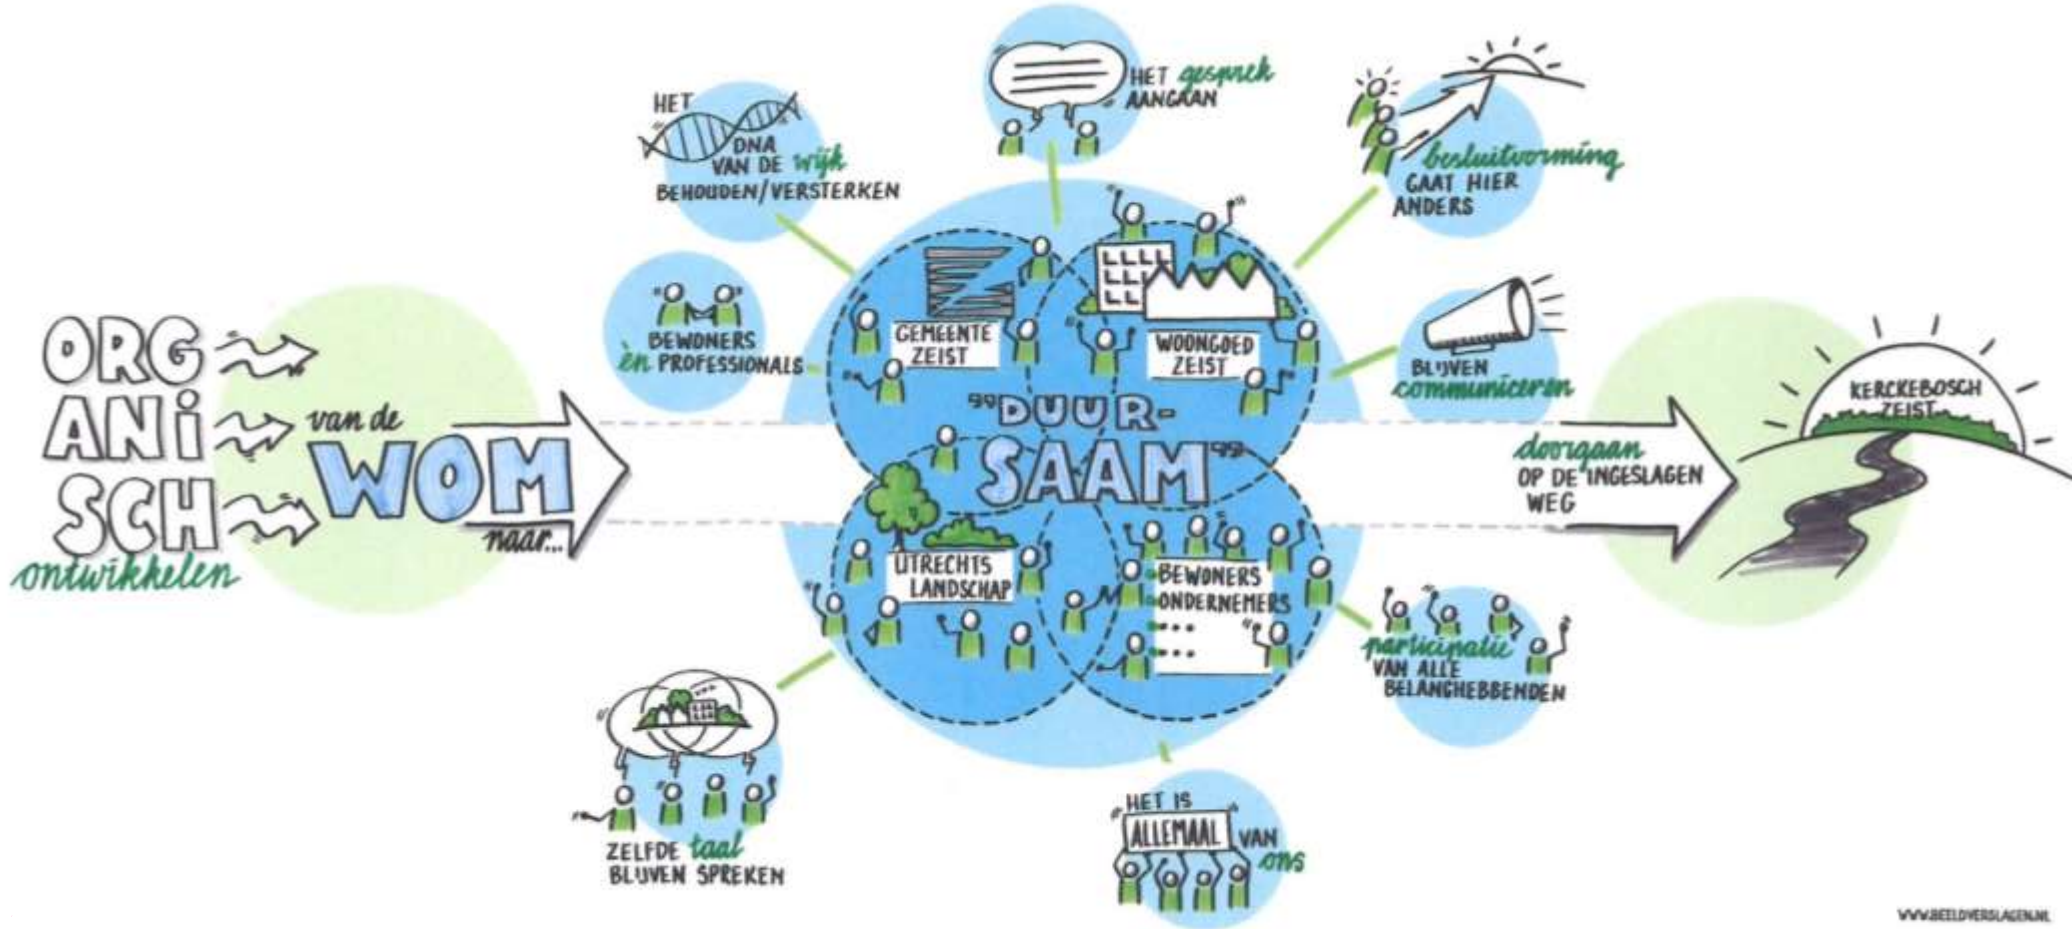 ORG
ANi
SCH
ontwikkelen
van de
WOM
naar...
HET
DNA
VAN DE wijk
BEHOUDEN/VERSTERKEN
HET gesprek
AANGAAN
besluitvorming
GAAT HIER
ANDERS
BEWONERS
èn PROFESSIONALS
BLIJVEN
communiceren
Z
GEMEENTE
ZEIST
WOONGOED
ZEIST
"DUUR-
SAAM"
UTRECHTS
LANDSCHAP
BEWONERS
ONDERNEMERS
...
...
doorgaan
OP DE INGESLAGEN
WEG
KERCKEBOSCH
ZEIST
participatie
VAN ALLE
BELANGHEBBENDEN
ZELFDE taal
BLIJVEN SPREKEN
HET IS
ALLEMAAL VAN
ons
WWW.BEELDVERSLAGEN.NL